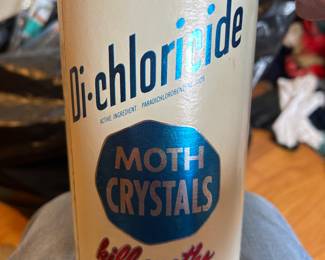 Di-chloricide
ACTIVE INGREDIENT: PARADICHLOROBENZENE 100%
MOTH
CRYSTALS